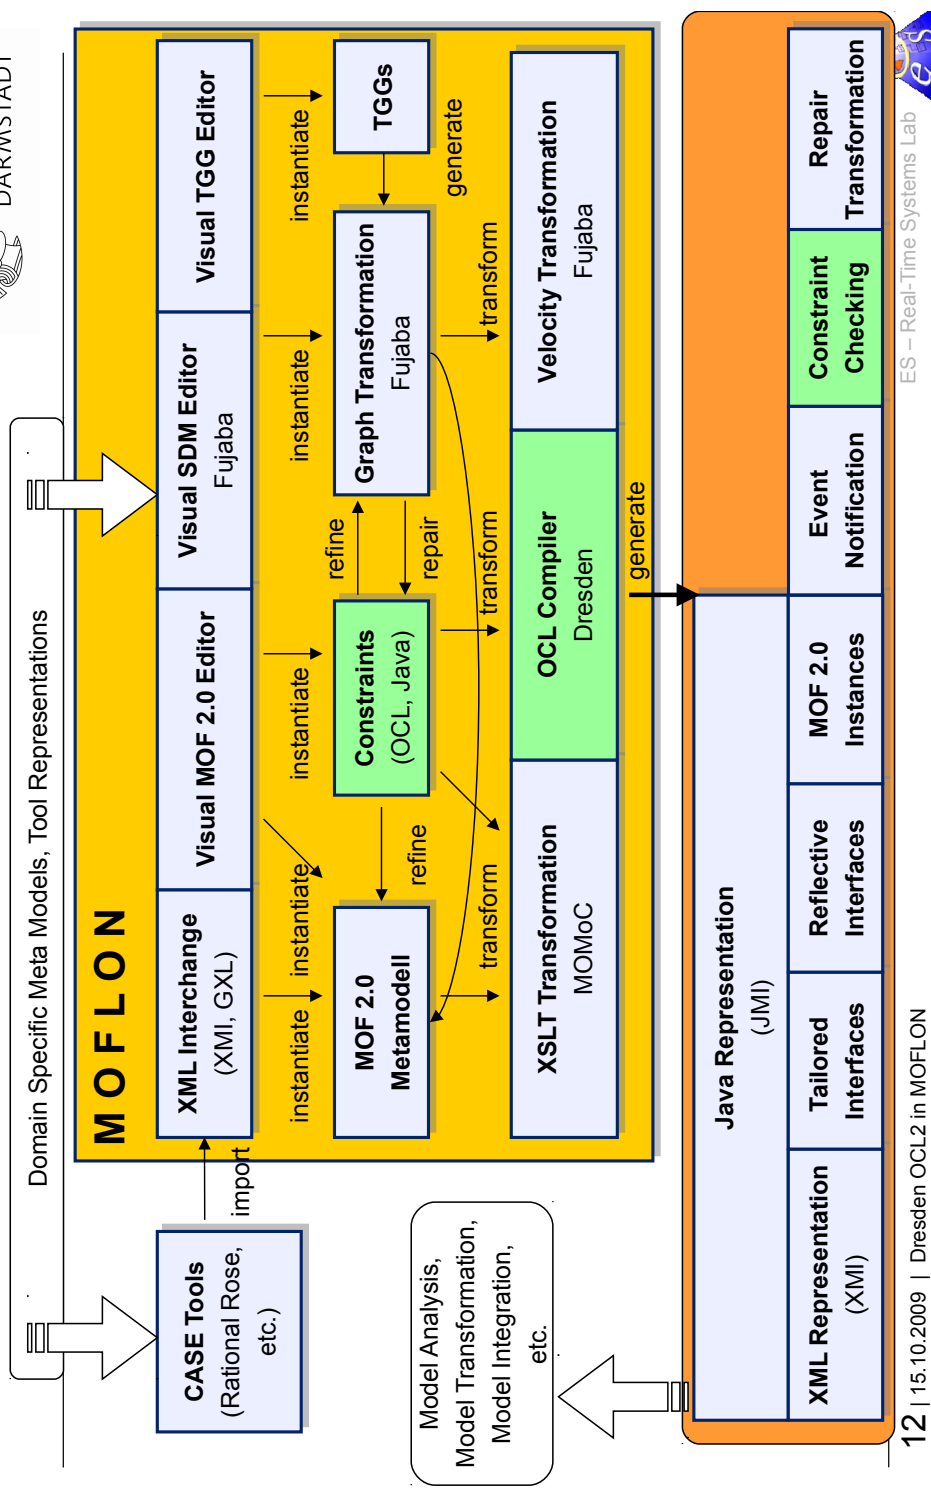 DARMSTADT
Domain Specific Meta Models, Tool Representations
MOFLON
CASE Tools
(Rational Rose,
etc.)
import
XML Interchange
(XMI, GXL)
Visual MOF 2.0 Editor
Visual SDM Editor
Fujaba
Visual TGG Editor
instantiate
instantiate
instantiate
instantiate
instantiate
MOF 2.0
Metamodell
refine
Constraints
(OCL, Java)
refine
repair
Graph Transformation
Fujaba
TGGs
generate
transform
transform
transform
XSLT Transformation
MOMoC
OCL Compiler
Dresden
Velocity Transformation
Fujaba
generate
Model Analysis,
Model Transformation,
Model Integration,
etc.
Java Representation
(JMI)
XML Representation
(XMI)
Tailored
Interfaces
Reflective
Interfaces
MOF 2.0
Instances
Event
Notification
Constraint
Checking
Repair
Transformation
12 | 15.10.2009 | Dresden OCL2 in MOFLON
ES – Real-Time Systems Lab
es